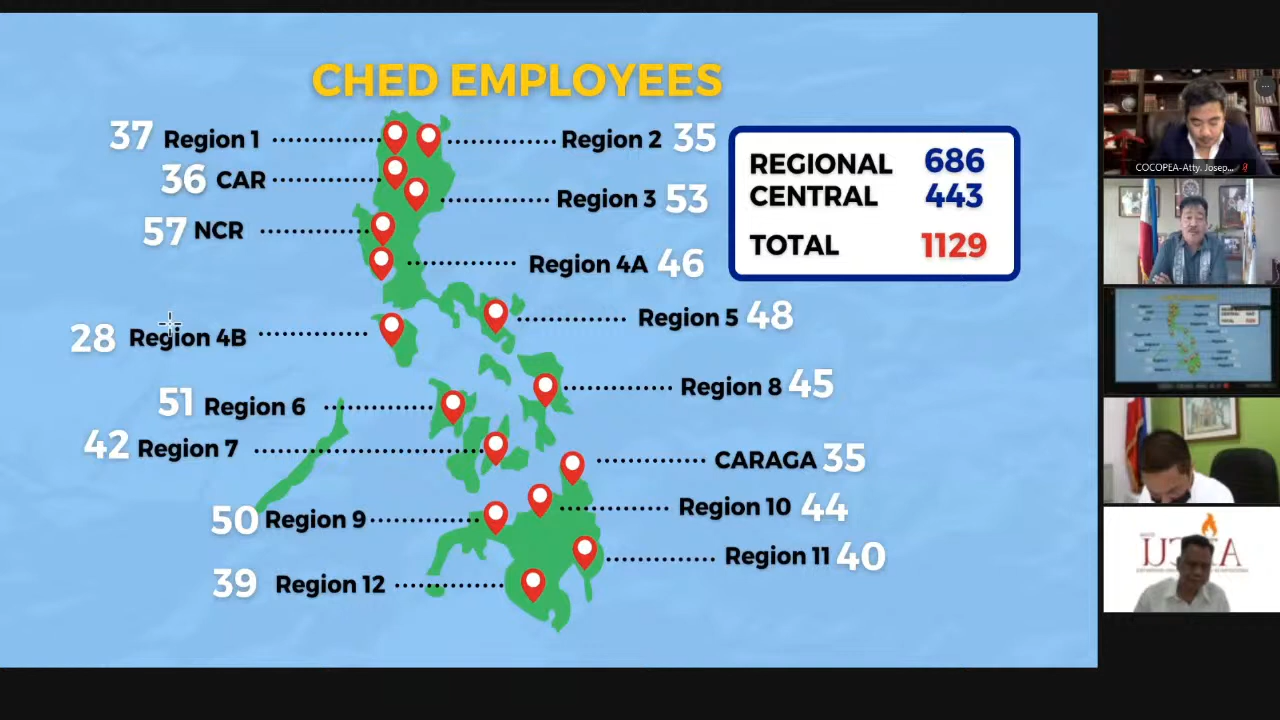 CHED EMPLOYEES
37 Region 1
Region 2 35
36 CAR
Region 3 53
57 NCR
Region 4A 46
REGIONAL 686
CENTRAL 443
TOTAL 1129
28 Region 4B
Region 5 48
51 Region 6
Region 8 45
42 Region 7
CARAGA 35
50 Region 9
Region 10 44
Region 11 40
39 Region 12
COCOPEA-Atty. Josep...